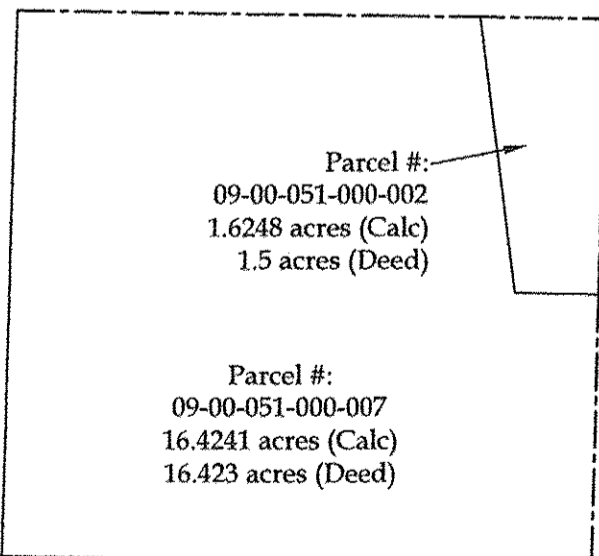 Parcel #:
09-00-051-000-002
1.6248 acres (Calc)
1.5 acres (Deed)
Parcel #:
09-00-051-000-007
16.4241 acres (Calc)
16.423 acres (Deed)